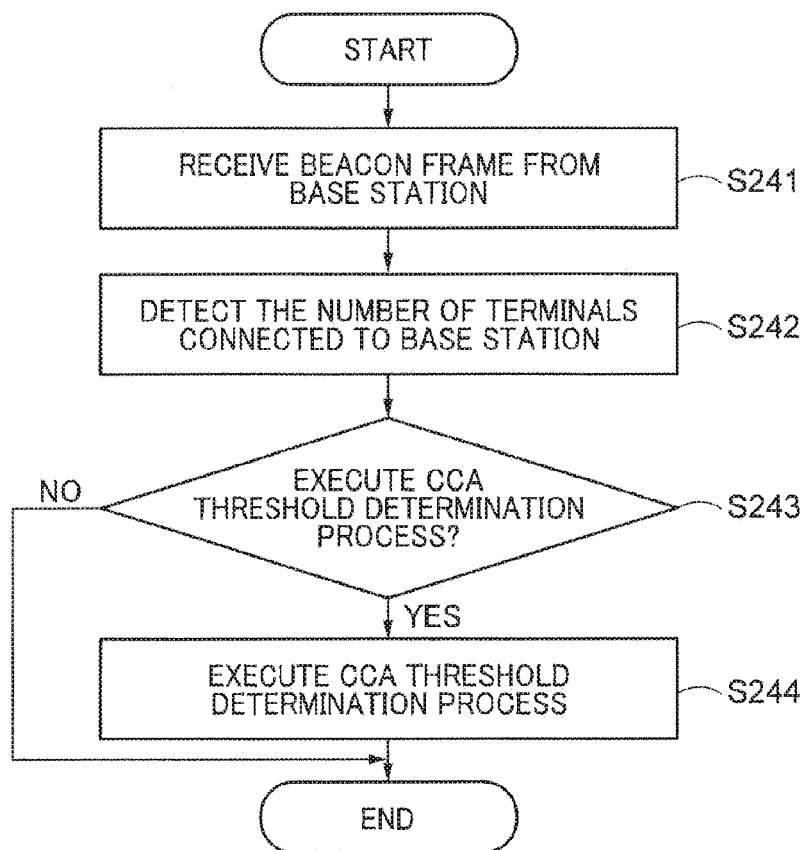 START
RECEIVE BEACON FRAME FROM
BASE STATION
S241
DETECT THE NUMBER OF TERMINALS
CONNECTED TO BASE STATION
S242
EXECUTE CCA
THRESHOLD DETERMINATION
PROCESS?
S243
NO
YES
EXECUTE CCA THRESHOLD
DETERMINATION PROCESS
S244
END